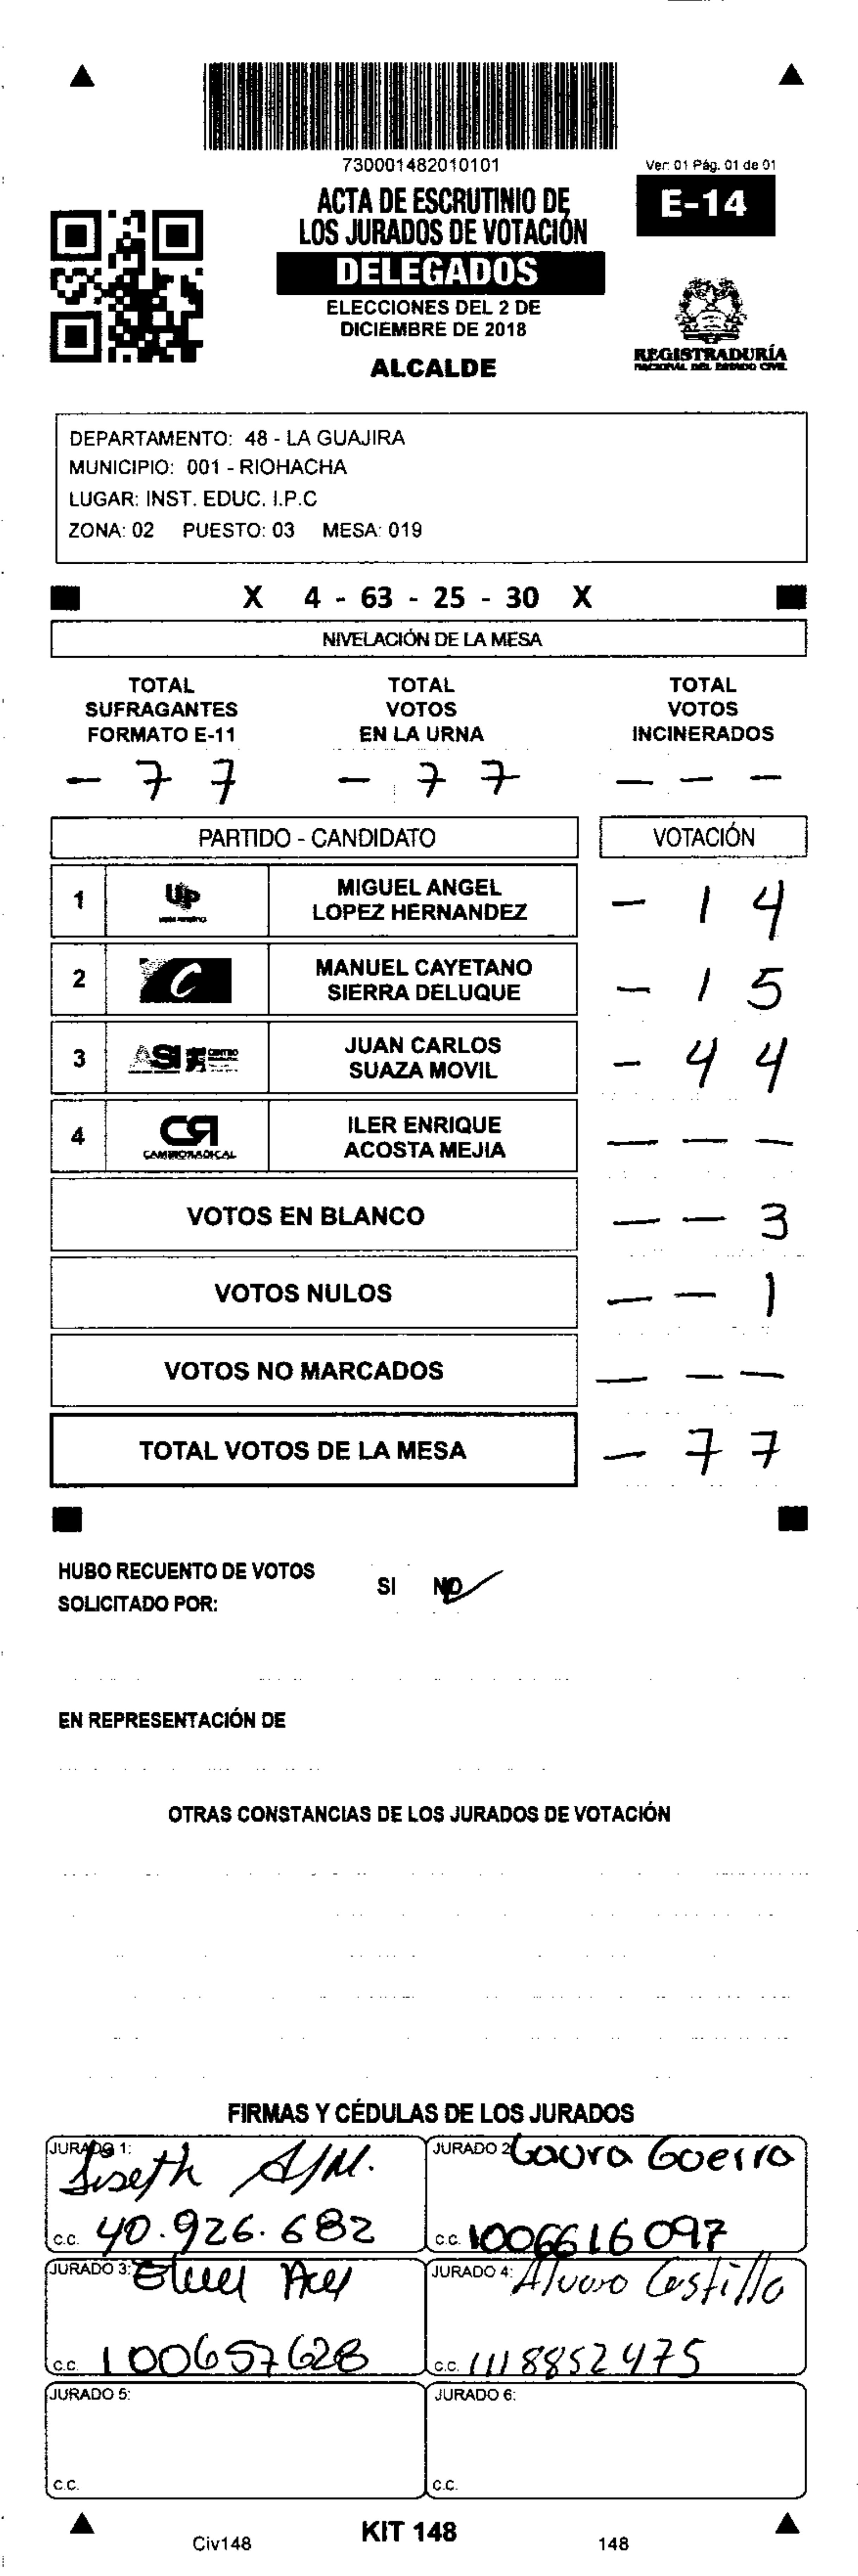 730001482010101
Ver: 01 Pág. 01 de 01
ACTA DE ESCRUTINIO DE
LOS JURADOS DE VOTACIÓN
E-14
DELEGADOS
ELECCIONES DEL 2 DE
DICIEMBRE DE 2018
ALCALDE
REGISTRADURÍA
NACIONAL DEL ESTADO CIVIL
DEPARTAMENTO: 48 - LA GUAJIRA
MUNICIPIO: 001 - RIOHACHA
LUGAR: INST. EDUC. I.P.C
ZONA: 02 PUESTO: 03 MESA: 019
X 4 - 63 - 25 - 30 X
NIVELACIÓN DE LA MESA
TOTAL SUFRAGANTES FORMATO E-11
TOTAL VOTOS EN LA URNA
TOTAL VOTOS INCINERADOS
- 7 7 - 7 7 - - -
PARTIDO - CANDIDATO VOTACIÓN
1 UP MIGUEL ANGEL LOPEZ HERNANDEZ - 1 4
2 C MANUEL CAYETANO SIERRA DELUQUE - 1 5
3 ASI CENTRO JUAN CARLOS SUAZA MOVIL - 4 4
4 CR CAMBIO RADICAL ILER ENRIQUE ACOSTA MEJIA - - -
VOTOS EN BLANCO - - 3
VOTOS NULOS - - 1
VOTOS NO MARCADOS - - -
TOTAL VOTOS DE LA MESA - 7 7
HUBO RECUENTO DE VOTOS SI NO
SOLICITADO POR:
EN REPRESENTACIÓN DE
OTRAS CONSTANCIAS DE LOS JURADOS DE VOTACIÓN
FIRMAS Y CÉDULAS DE LOS JURADOS
JURADO 1: Liseth
C.C. 40.926.682
JURADO 2: Laura Guerra
C.C. 1006616097
JURADO 3:
C.C. 100657628
JURADO 4: Alvaro Castillo
C.C. 1118852475
JURADO 5:
C.C.
JURADO 6:
C.C.
Civ148
KIT 148
148